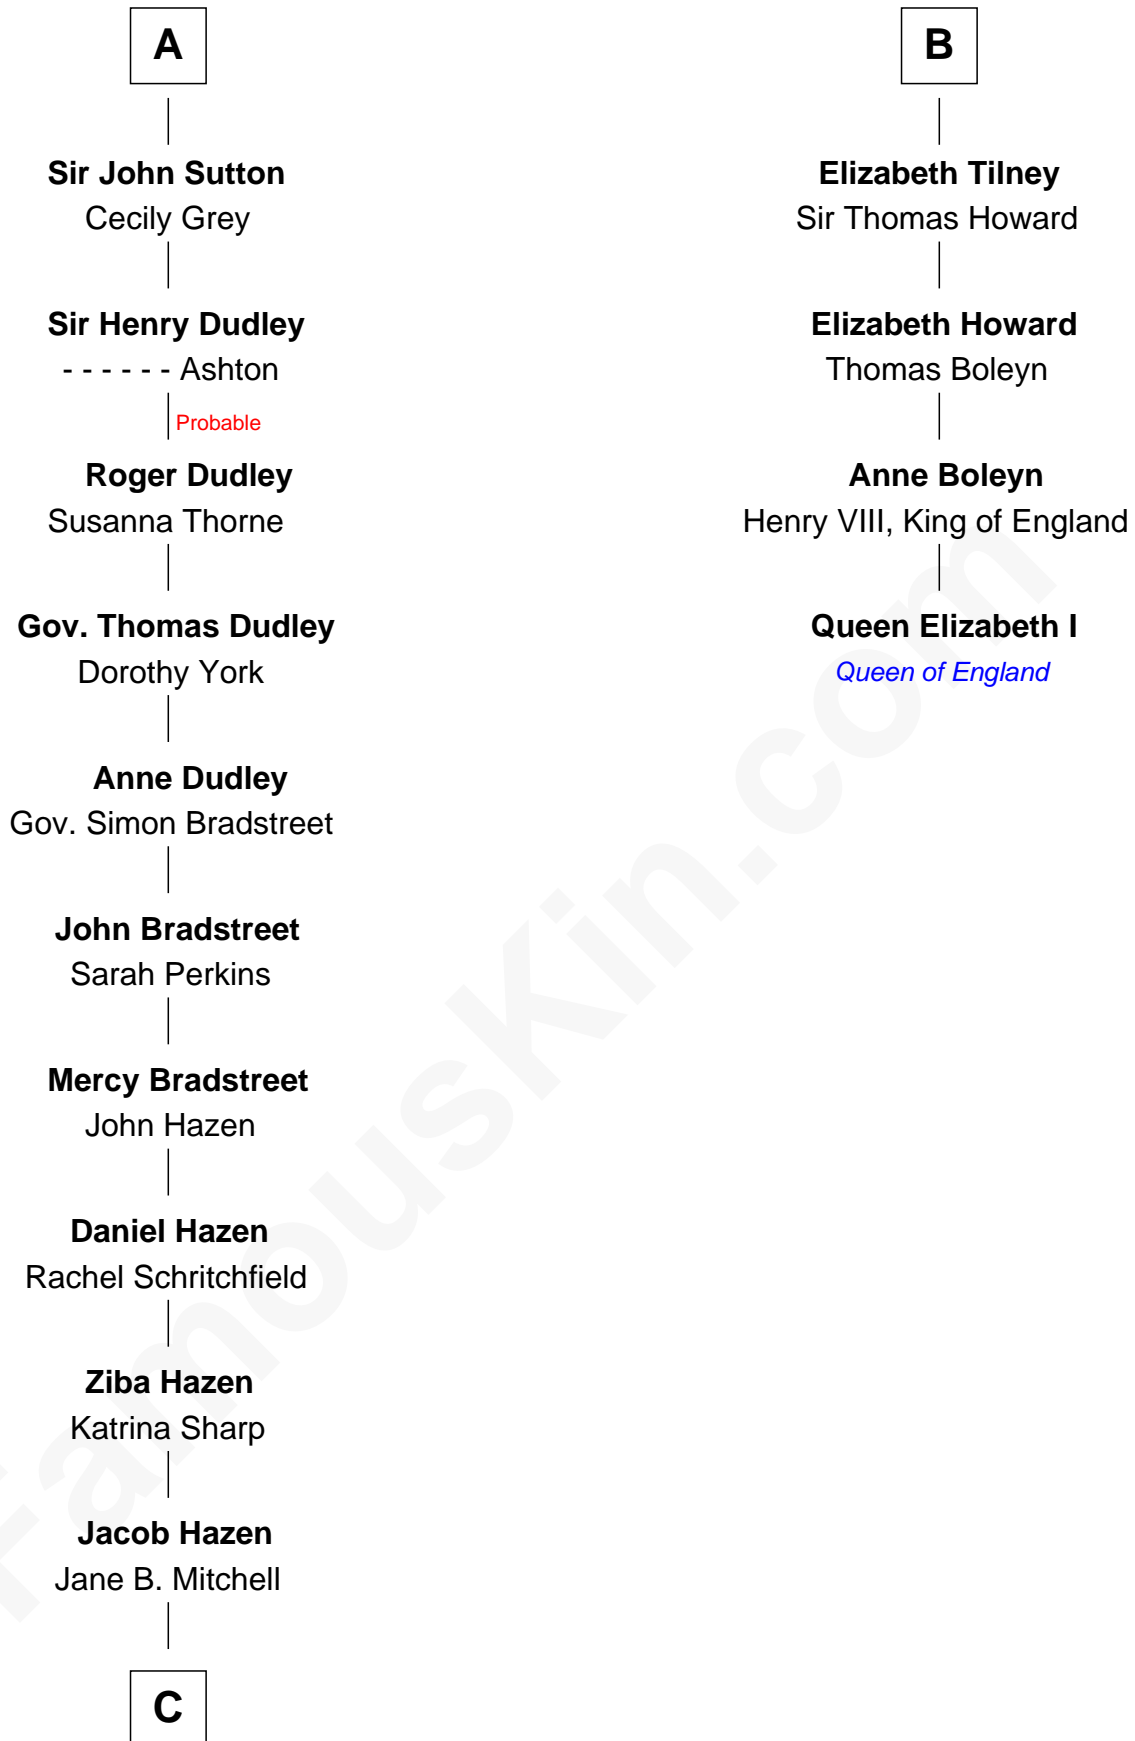 A
Sir John Sutton
Cecily Grey
Sir Henry Dudley
- - - - - - Ashton
Probable
Roger Dudley
Susanna Thorne
Gov. Thomas Dudley
Dorothy York
Anne Dudley
Gov. Simon Bradstreet
John Bradstreet
Sarah Perkins
Mercy Bradstreet
John Hazen
Daniel Hazen
Rachel Schritchfield
Ziba Hazen
Katrina Sharp
Jacob Hazen
Jane B. Mitchell
C
B
Elizabeth Tilney
Sir Thomas Howard
Elizabeth Howard
Thomas Boleyn
Anne Boleyn
Henry VIII, King of England
Queen Elizabeth I
Queen of England
FamousKin.com